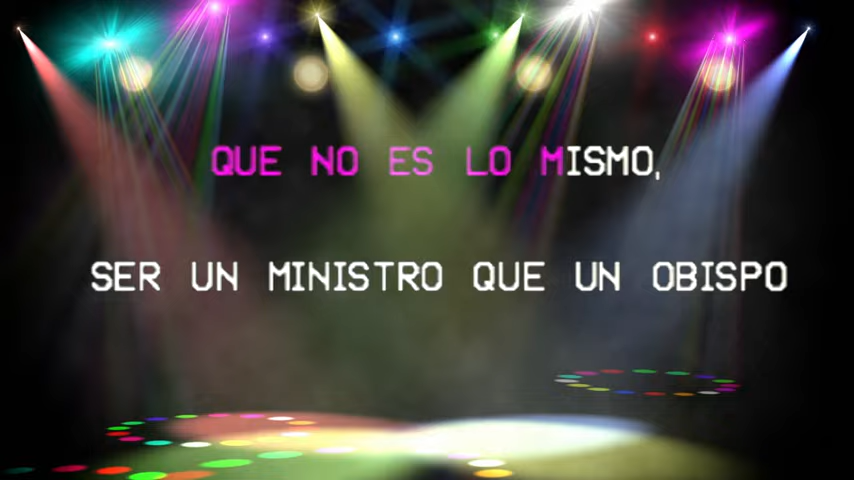 QUE NO ES LO MISMO,
SER UN MINISTRO QUE UN OBISPO